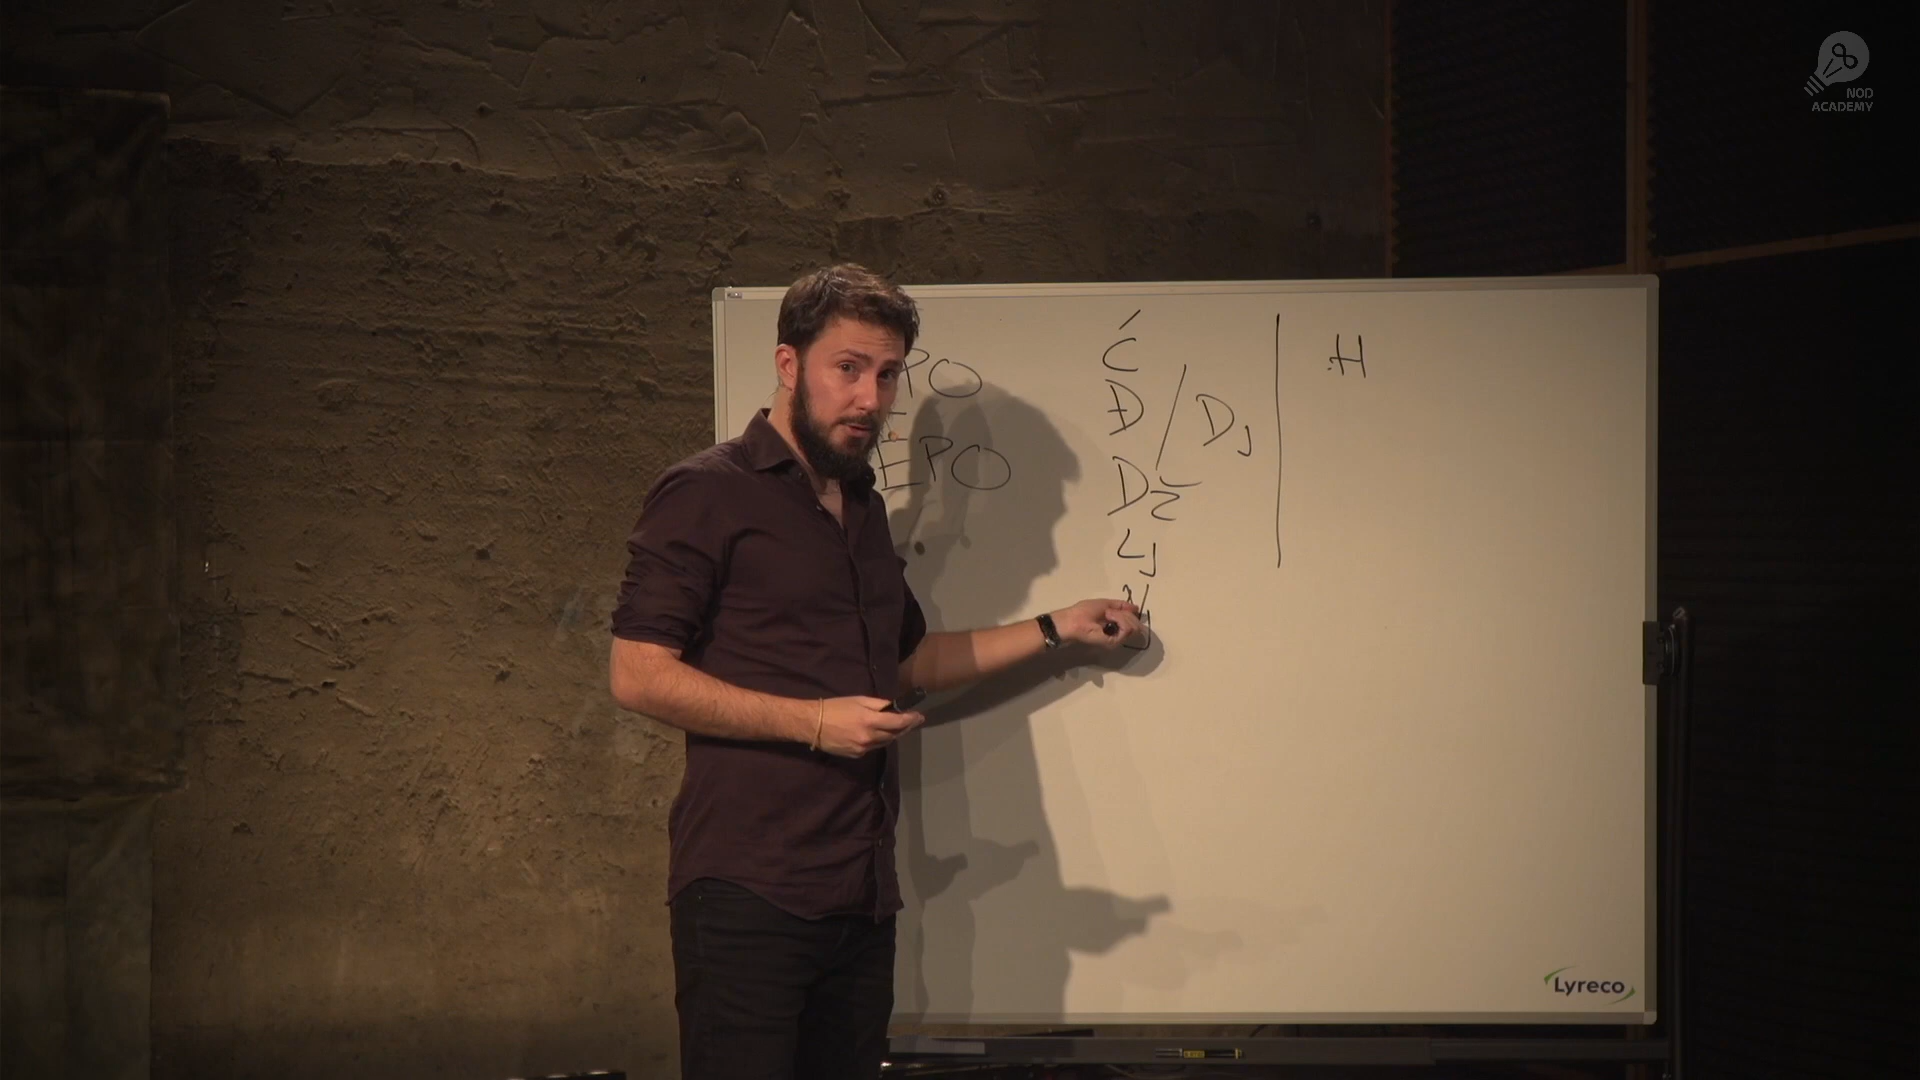 NOD
ACADEMY
PO
EPO
Ć
Đ / Dj
Dž
Lj
Nj
H
Lyreco